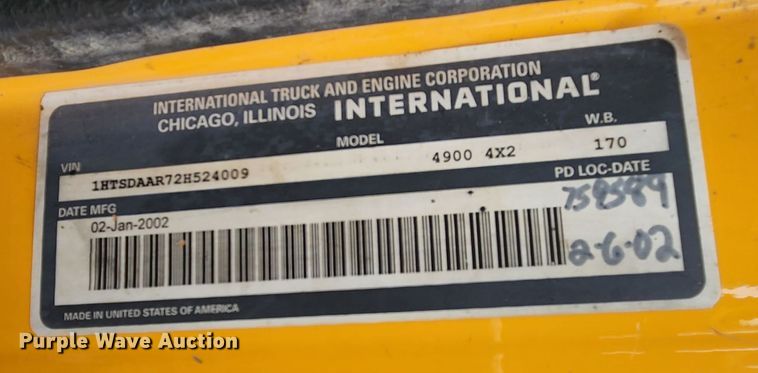 INTERNATIONAL TRUCK AND ENGINE CORPORATION
CHICAGO, ILLINOIS INTERNATIONAL®
VIN MODEL W.B.
1HTSDAAR72H524009 4900 4X2 170
DATE MFG PD LOC-DATE
02-Jan-2002 759589
2-6-02
MADE IN UNITED STATES OF AMERICA
Purple Wave Auction